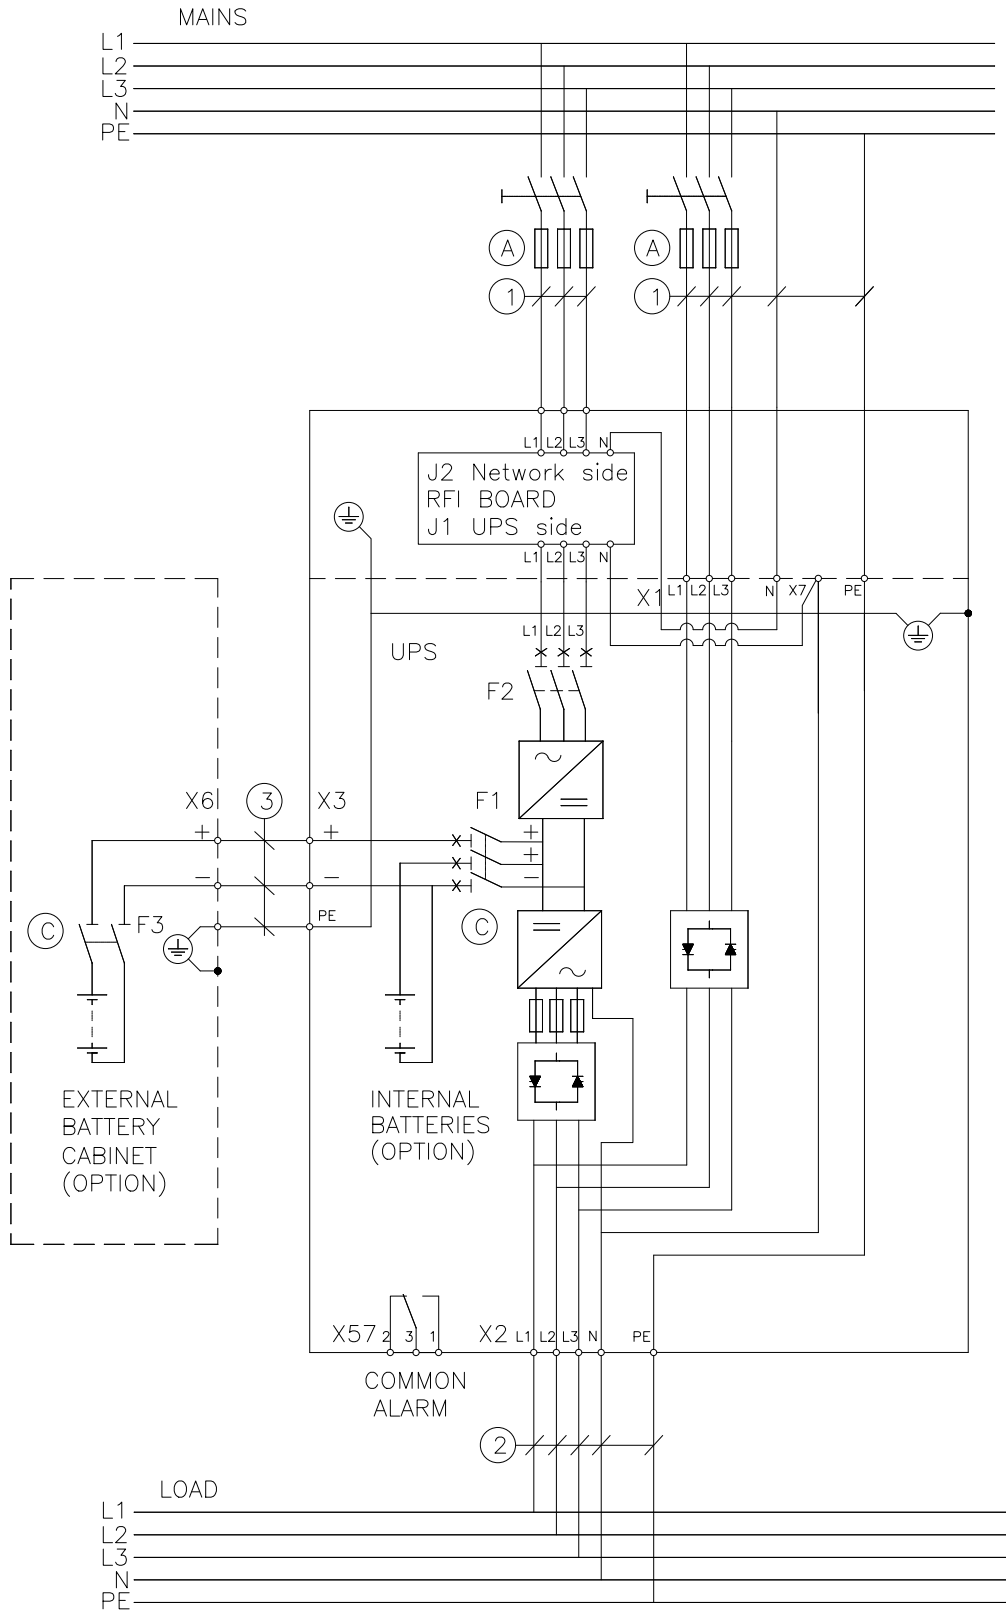 MAINS
L1
L2
L3
N
PE
A
A
1
1
L1 L2 L3 N
J2 Network side
RFI BOARD
J1 UPS side
L1 L2 L3 N
X1 L1 L2 L3 N X7 PE
L1 L2 L3
UPS
F2
X6 3 X3 F1
+ + +
+
− − −
PE
C F3 C
EXTERNAL
BATTERY
CABINET
(OPTION)
INTERNAL
BATTERIES
(OPTION)
X57 2 3 1 X2 L1 L2 L3 N PE
COMMON
ALARM
2
LOAD
L1
L2
L3
N
PE